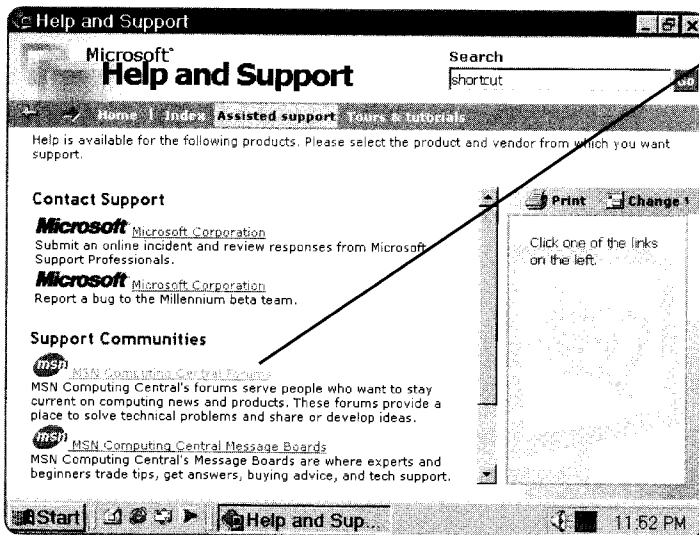 Help and Support
Microsoft®
Help and Support
Search
shortcut
Go
Home | Index Assisted support Tours & tutorials
Help is available for the following products. Please select the product and vendor from which you want
support.
Contact Support
Microsoft Microsoft Corporation
Submit an online incident and review responses from Microsoft
Support Professionals.
Microsoft Microsoft Corporation
Report a bug to the Millennium beta team.
Support Communities
msn MSN Computing Central Forums
MSN Computing Central's forums serve people who want to stay
current on computing news and products. These forums provide a
place to solve technical problems and share or develop ideas.
msn MSN Computing Central Message Boards
MSN Computing Central's Message Boards are where experts and
beginners trade tips, get answers, buying advice, and tech support.
Print Change
Click one of the links
on the left.
Start Help and Sup... 11:52 PM